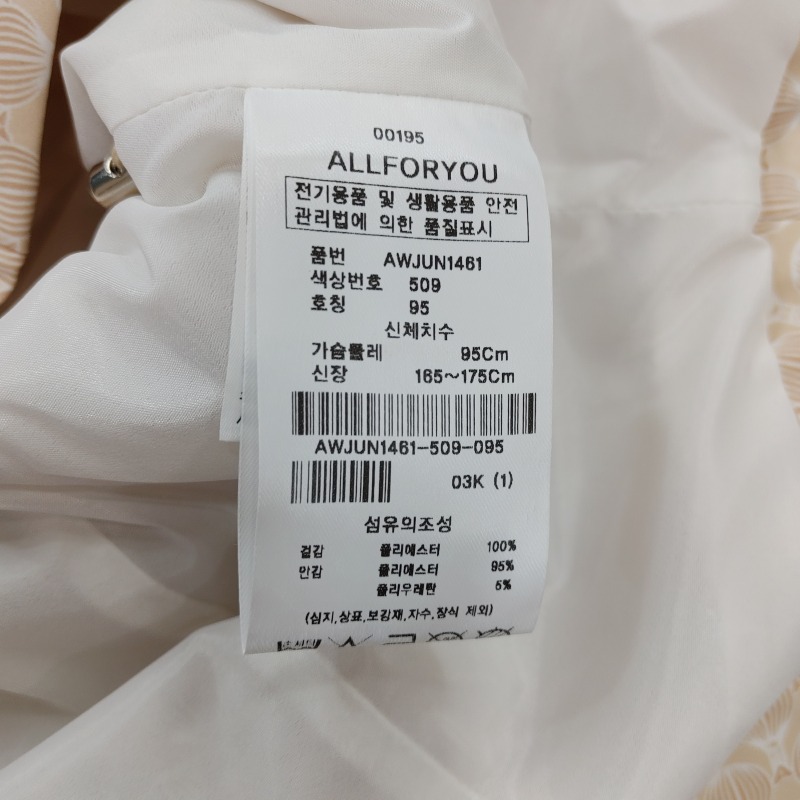 00195
ALLFORYOU
전기용품 및 생활용품 안전
관리법에 의한 품질표시
품번 AWJUN1461
색상번호 509
호칭 95
신체치수
가슴둘레 95Cm
신장 165~175Cm
AWJUN1461-509-095
03K (1)
섬유의조성
겉감 폴리에스터 100%
안감 폴리에스터 95%
폴리우레탄 5%
(심지,상표,보강재,자수,장식 제외)